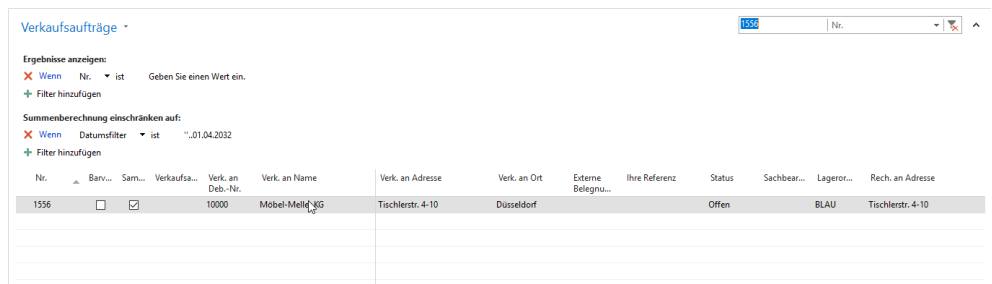 Verkaufsaufträge
1556 Nr.
Ergebnisse anzeigen:
Wenn Nr. ist Geben Sie einen Wert ein.
Filter hinzufügen
Summenberechnung einschränken auf:
Wenn Datumsfilter ist ''..01.04.2032
Filter hinzufügen
Nr. Barv... Sam... Verkaufsa... Verk. an Deb.-Nr. Verk. an Name Verk. an Adresse Verk. an Ort Externe Belegnu... Ihre Referenz Status Sachbear... Lageror... Rech. an Adresse
1556 10000 Möbel-Meller KG Tischlerstr. 4-10 Düsseldorf Offen BLAU Tischlerstr. 4-10